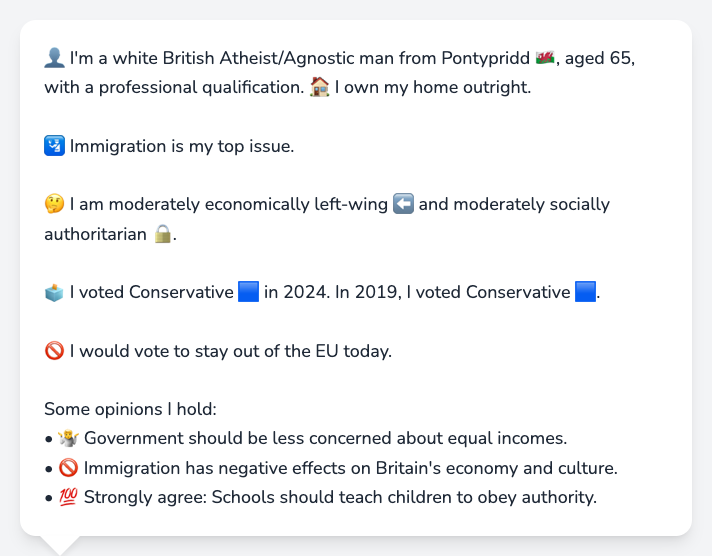 👤 I'm a white British Atheist/Agnostic man from Pontypridd 🏴󠁧󠁢󠁷󠁬󠁳󠁿, aged 65,
with a professional qualification. 🏠 I own my home outright.
🛂 Immigration is my top issue.
🤔 I am moderately economically left-wing ⬅️ and moderately socially
authoritarian 🔒.
🗳️ I voted Conservative 🟦 in 2024. In 2019, I voted Conservative 🟦.
🚫 I would vote to stay out of the EU today.
Some opinions I hold:
• 🤷 Government should be less concerned about equal incomes.
• 🚫 Immigration has negative effects on Britain's economy and culture.
• 💯 Strongly agree: Schools should teach children to obey authority.